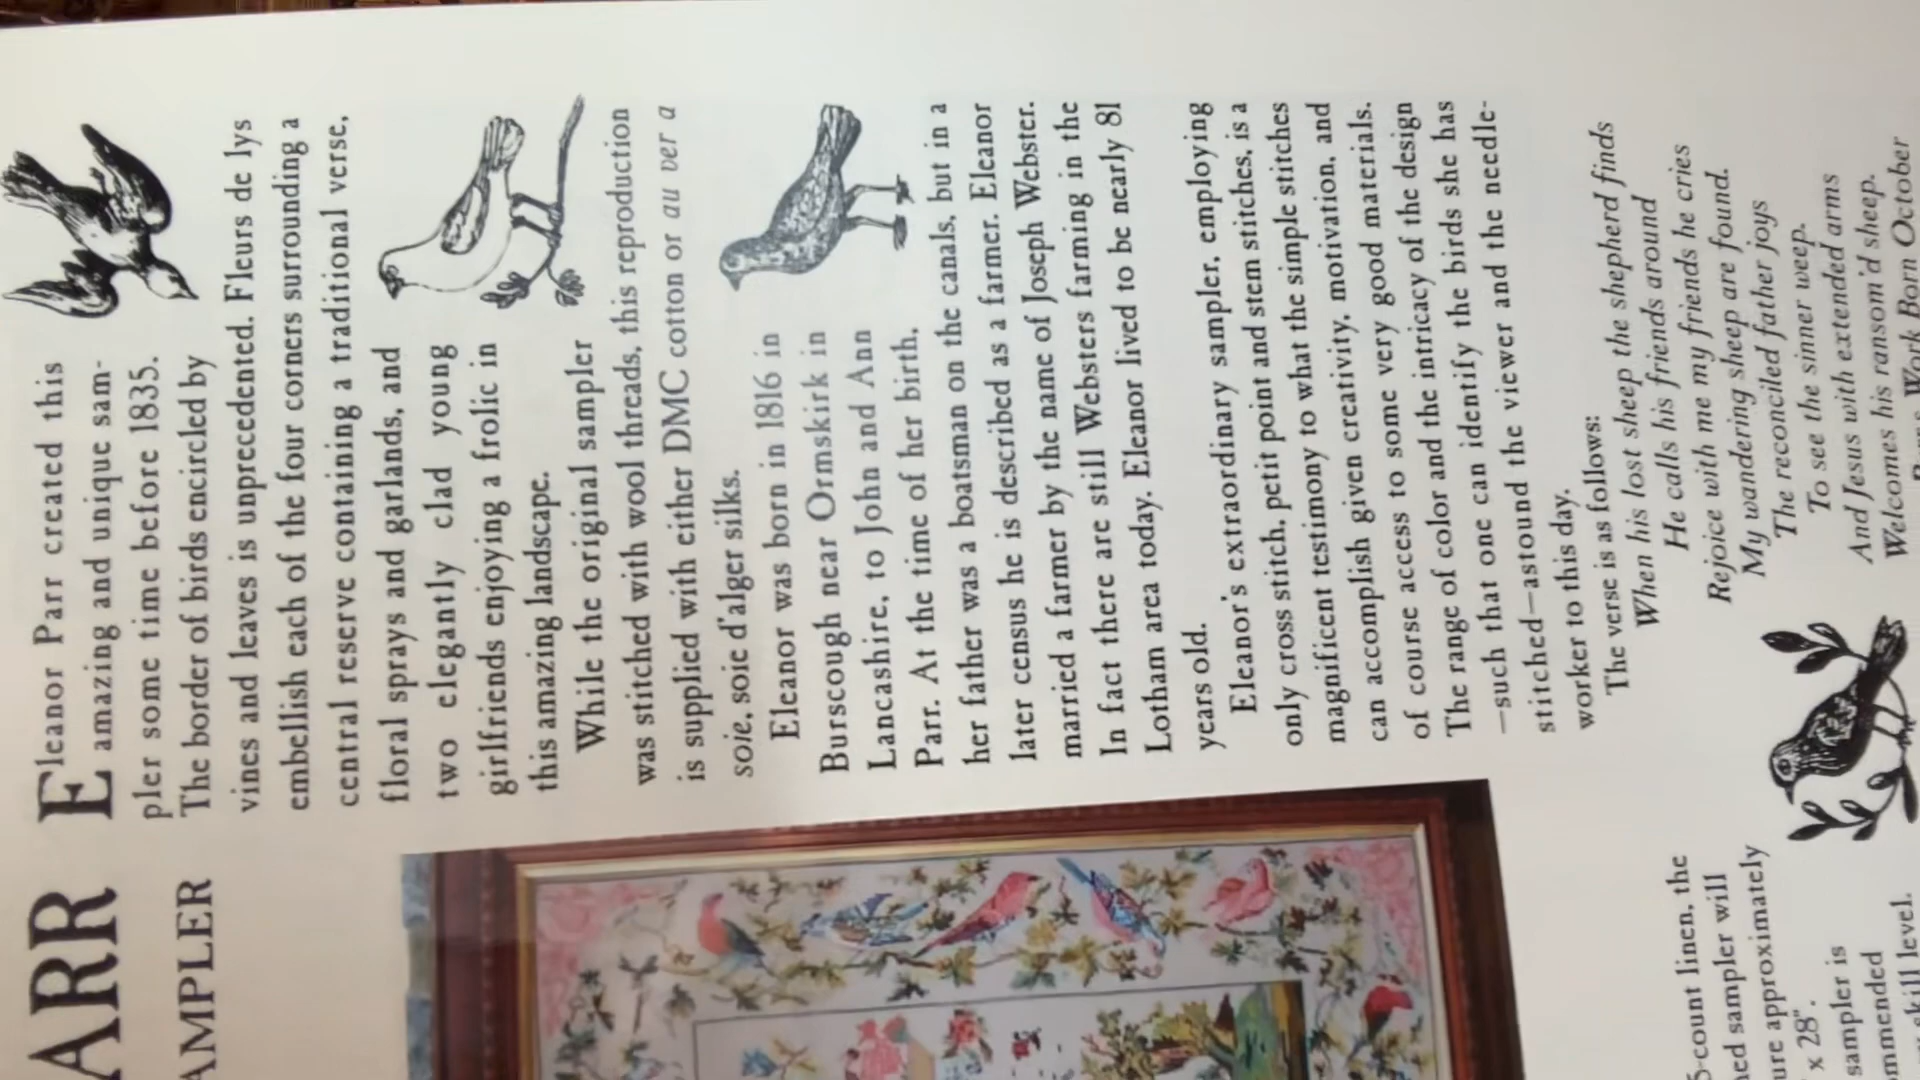 ARR
AMPLER
Eleanor Parr created this
amazing and unique sam-
pler some time before 1835.
The border of birds encircled by
vines and leaves is unprecedented. Fleurs de lys
embellish each of the four corners surrounding a
central reserve containing a traditional verse,
floral sprays and garlands, and
two elegantly clad young
girlfriends enjoying a frolic in
this amazing landscape.
While the original sampler
was stitched with wool threads, this reproduction
is supplied with either DMC cotton or au ver a
soie, soie d'alger silks.
Eleanor was born in 1816 in
Burscough near Ormskirk in
Lancashire, to John and Ann
Parr. At the time of her birth,
her father was a boatsman on the canals, but in a
later census he is described as a farmer. Eleanor
married a farmer by the name of Joseph Webster.
In fact there are still Websters farming in the
Lotham area today. Eleanor lived to be nearly 81
years old.
Eleanor's extraordinary sampler, employing
only cross stitch, petit point and stem stitches, is a
magnificent testimony to what the simple stitches
can accomplish given creativity, motivation, and
of course access to some very good materials.
The range of color and the intricacy of the design
—such that one can identify the birds she has
stitched—astound the viewer and the needle-
worker to this day.
The verse is as follows:
When his lost sheep the shepherd finds
He calls his friends around
Rejoice with me my friends he cries
My wandering sheep are found.
The reconciled father joys
To see the sinner weep.
And Jesus with extended arms
Welcomes his ransom'd sheep.
Work Born October
5-count linen, the
ed sampler will
ure approximately
x 28".
sampler is
mmended
skill level.